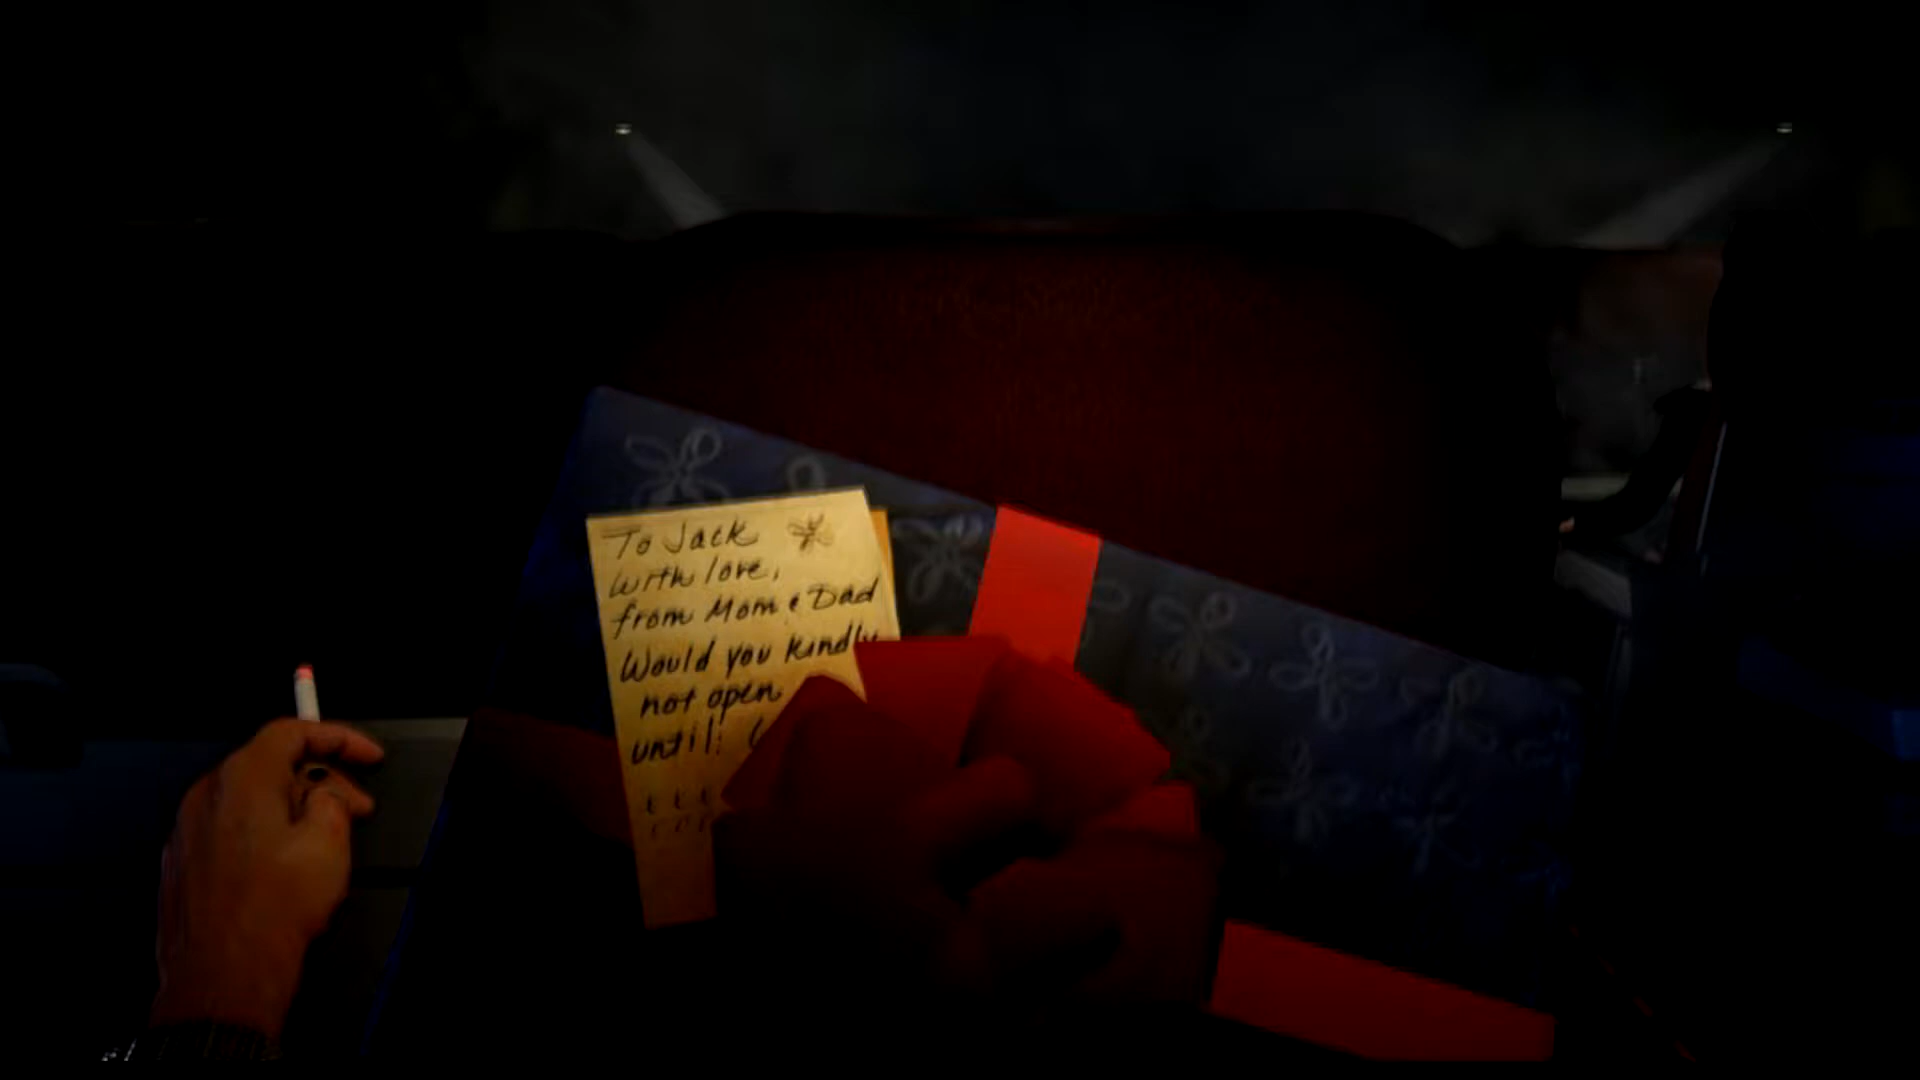 To Jack
with love,
from Mom & Dad
Would you kindly
not open
until: